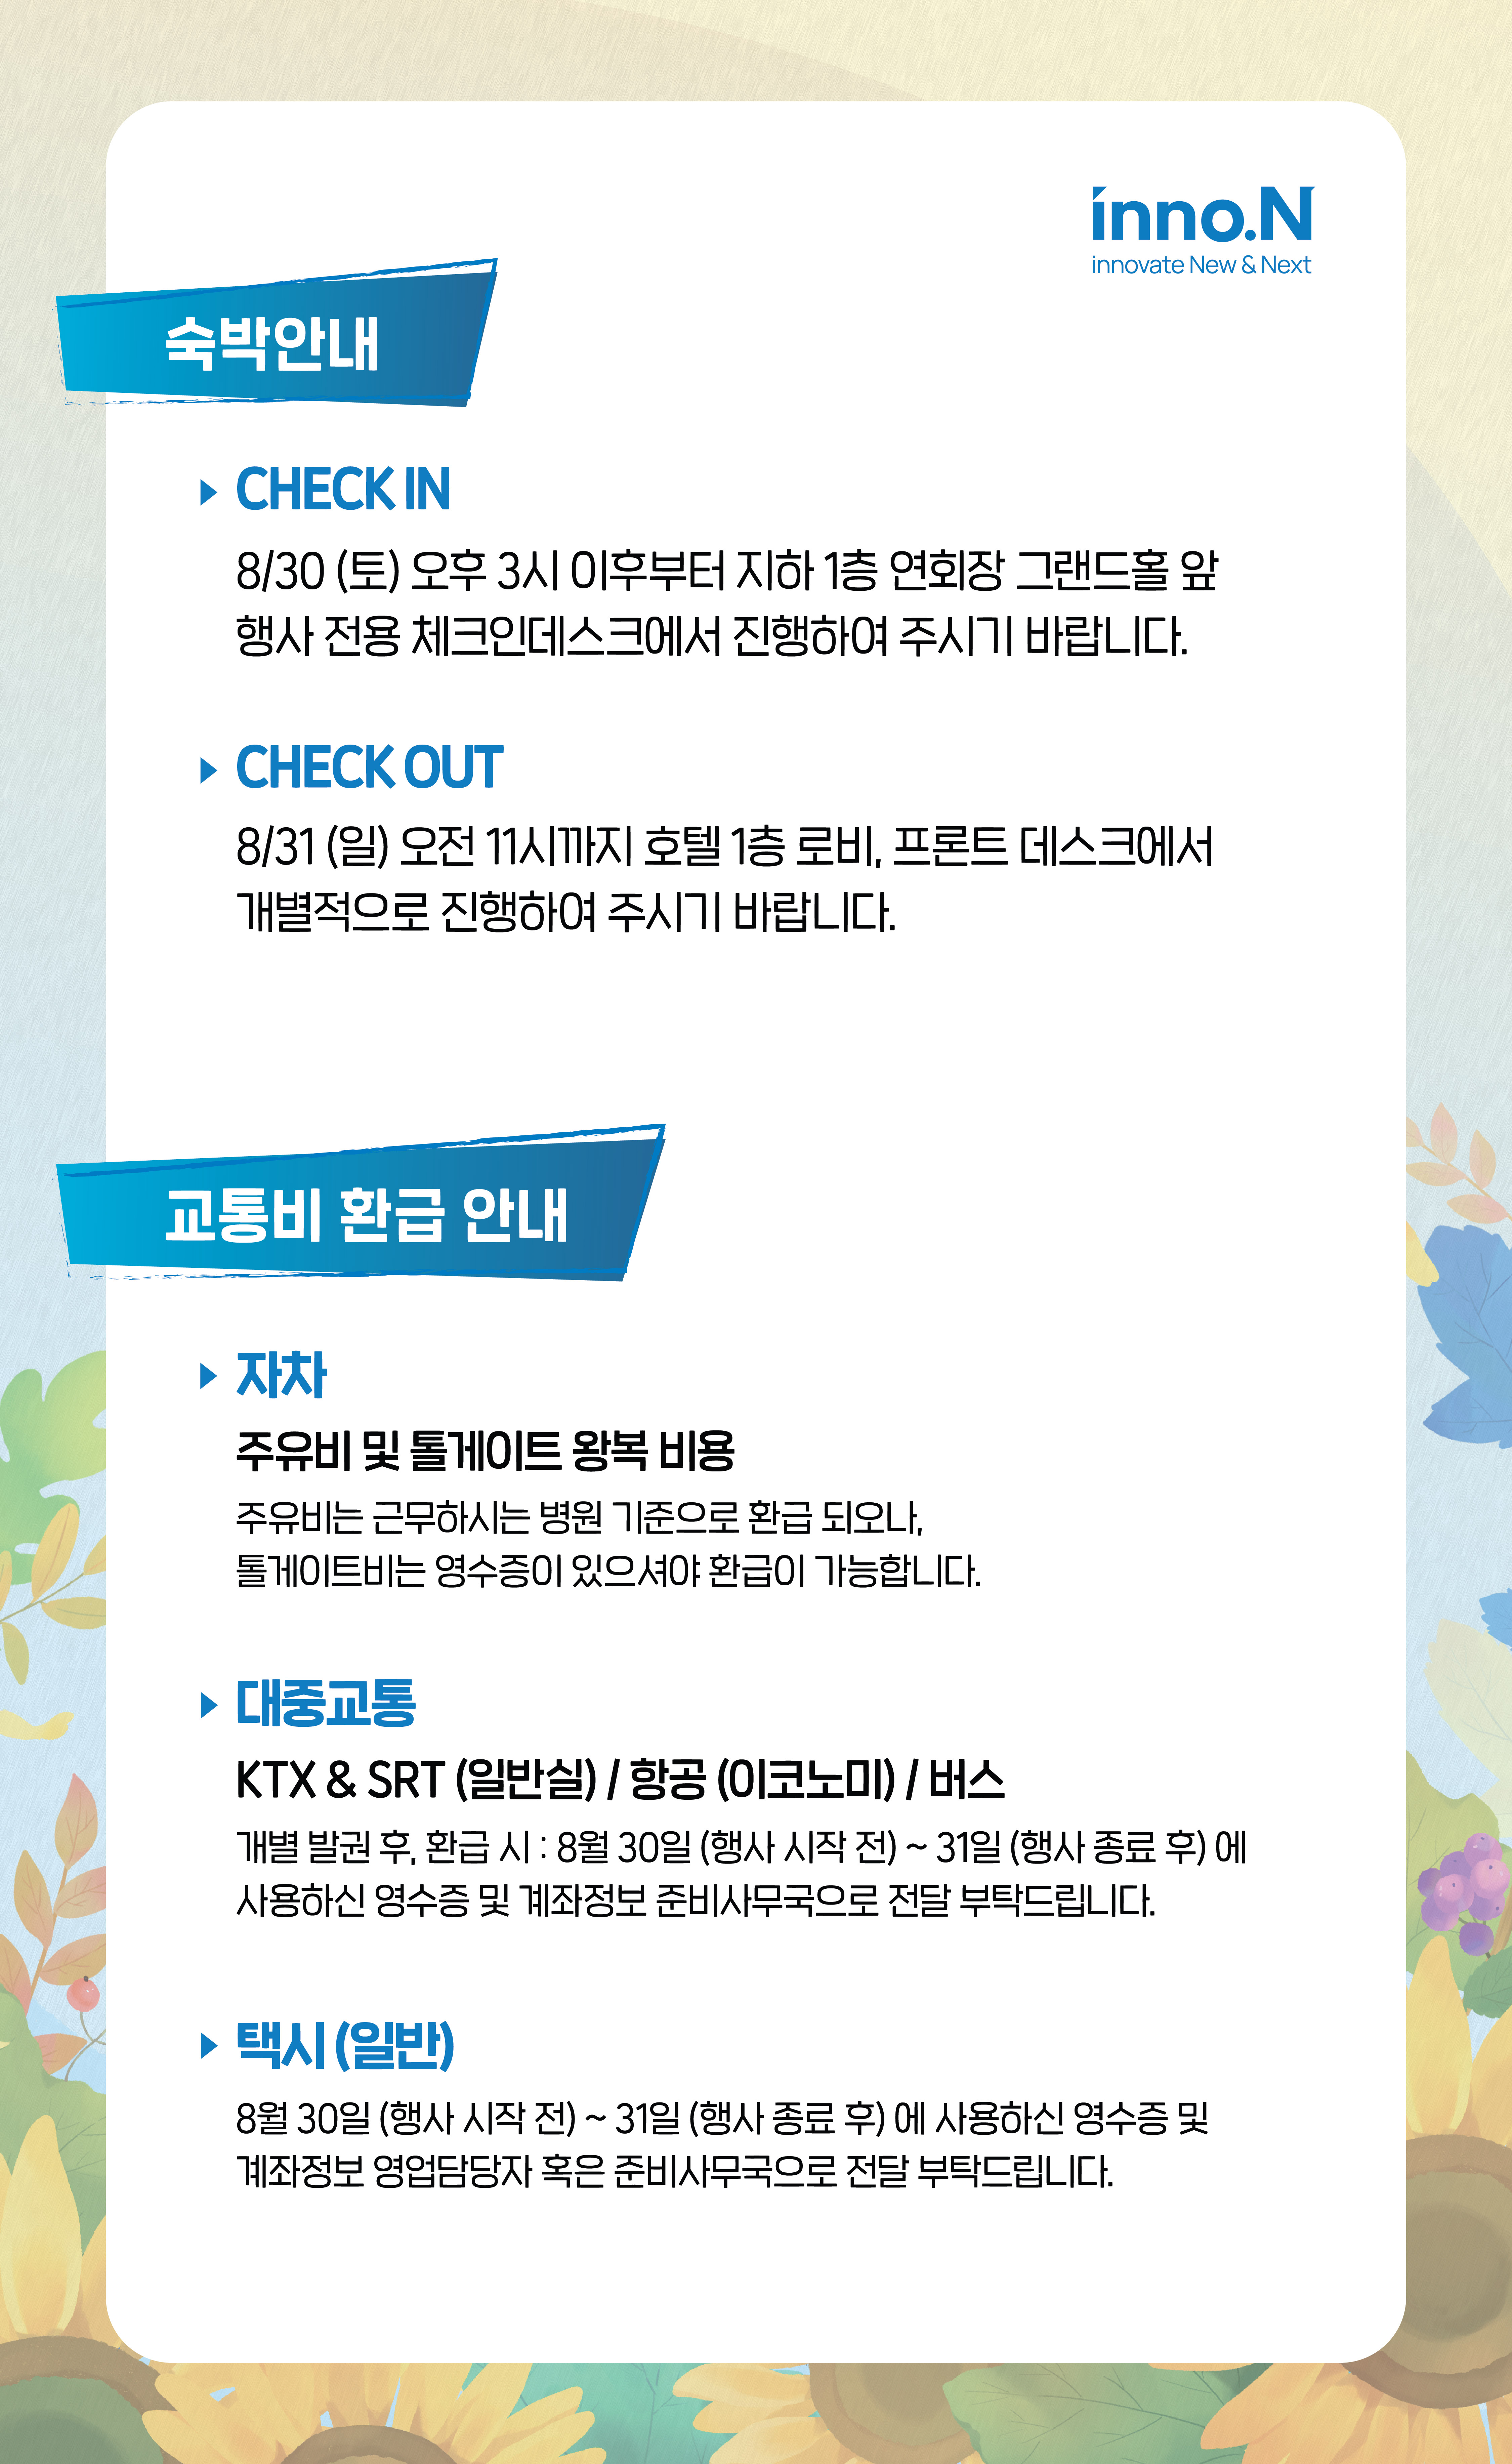 inno.N
innovate New & Next
숙박안내
CHECK IN
8/30 (토) 오후 3시 이후부터 지하 1층 연회장 그랜드홀 앞
행사 전용 체크인데스크에서 진행하여 주시기 바랍니다.
CHECK OUT
8/31 (일) 오전 11시까지 호텔 1층 로비, 프론트 데스크에서
개별적으로 진행하여 주시기 바랍니다.
교통비 환급 안내
자차
주유비 및 톨게이트 왕복 비용
주유비는 근무하시는 병원 기준으로 환급 되오나,
톨게이트비는 영수증이 있으셔야 환급이 가능합니다.
대중교통
KTX & SRT (일반실) / 항공 (이코노미) / 버스
개별 발권 후, 환급 시 : 8월 30일 (행사 시작 전) ~ 31일 (행사 종료 후) 에
사용하신 영수증 및 계좌정보 준비사무국으로 전달 부탁드립니다.
택시 (일반)
8월 30일 (행사 시작 전) ~ 31일 (행사 종료 후) 에 사용하신 영수증 및
계좌정보 영업담당자 혹은 준비사무국으로 전달 부탁드립니다.